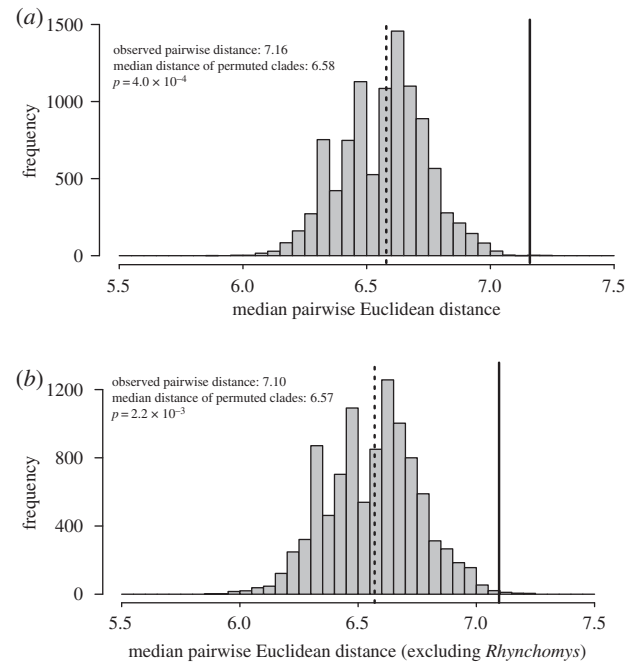 (a)
1500
1000
500
0
frequency
observed pairwise distance: 7.16
median distance of permuted clades: 6.58
p = 4.0 × 10⁻⁴
5.5 6.0 6.5 7.0 7.5
median pairwise Euclidean distance
(b)
1200
800
400
0
frequency
observed pairwise distance: 7.10
median distance of permuted clades: 6.57
p = 2.2 × 10⁻³
5.5 6.0 6.5 7.0 7.5
median pairwise Euclidean distance (excluding Rhynchomys)